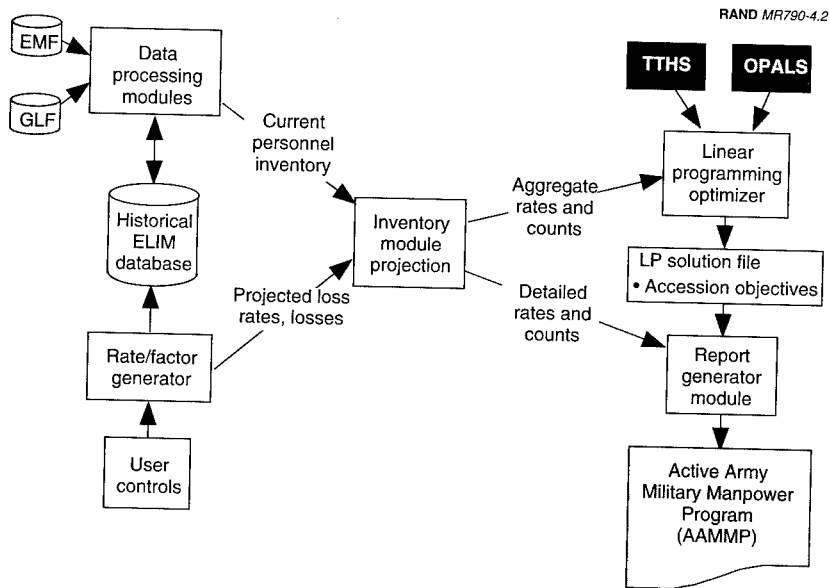 RAND MR790-4.2
EMF
GLF
Data
processing
modules
Current
personnel
inventory
Historical
ELIM
database
Projected loss
rates, losses
Rate/factor
generator
User
controls
Inventory
module
projection
Aggregate
rates and
counts
Detailed
rates and
counts
TTHS
OPALS
Linear
programming
optimizer
LP solution file
• Accession objectives
Report
generator
module
Active Army
Military Manpower
Program
(AAMMP)